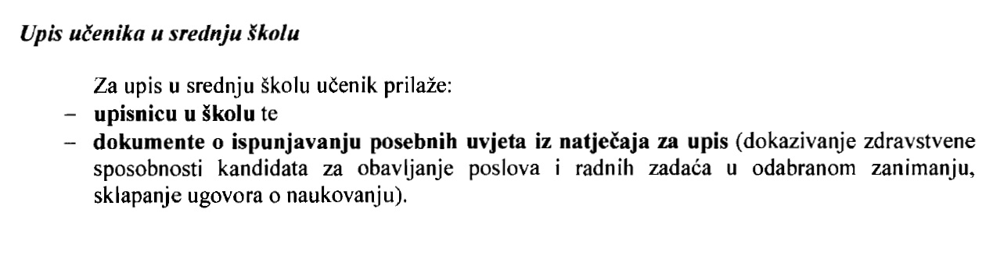 Upis učenika u srednju školu
Za upis u srednju školu učenik prilaže:
– upisnicu u školu te
– dokumente o ispunjavanju posebnih uvjeta iz natječaja za upis (dokazivanje zdravstvene
sposobnosti kandidata za obavljanje poslova i radnih zadaća u odabranom zanimanju,
sklapanje ugovora o naukovanju).